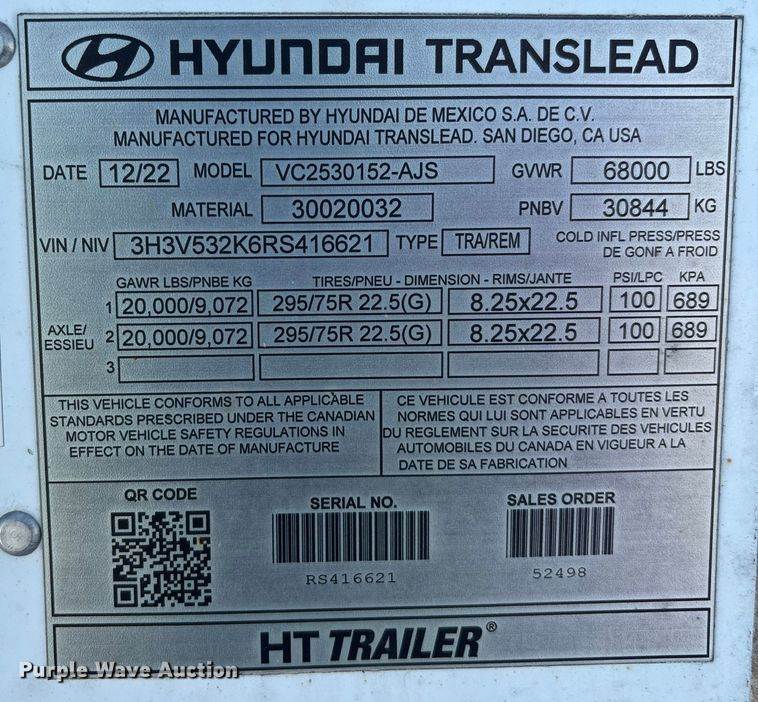 HYUNDAI TRANSLEAD
MANUFACTURED BY HYUNDAI DE MEXICO S.A. DE C.V.
MANUFACTURED FOR HYUNDAI TRANSLEAD. SAN DIEGO, CA USA
DATE 12/22 MODEL VC2530152-AJS GVWR 68000 LBS
MATERIAL 30020032 PNBV 30844 KG
VIN / NIV 3H3V532K6RS416621 TYPE TRA/REM COLD INFL PRESS/PRESS
DE GONF A FROID
GAWR LBS/PNBE KG TIRES/PNEU - DIMENSION - RIMS/JANTE PSI/LPC KPA
1 20,000/9,072 295/75R 22.5(G) 8.25x22.5 100 689
AXLE/
ESSIEU
2 20,000/9,072 295/75R 22.5(G) 8.25x22.5 100 689
3
THIS VEHICLE CONFORMS TO ALL APPLICABLE
STANDARDS PRESCRIBED UNDER THE CANADIAN
MOTOR VEHICLE SAFETY REGULATIONS IN
EFFECT ON THE DATE OF MANUFACTURE
CE VEHICULE EST CONFORME A TOUTES LES
NORMES QUI LUI SONT APPLICABLES EN VERTU
DU REGLEMENT SUR LA SECURITE DES VEHICULES
AUTOMOBILES DU CANADA EN VIGUEUR A LA
DATE DE SA FABRICATION
QR CODE
SERIAL NO.
RS416621
SALES ORDER
52498
HT TRAILER®
Purple Wave Auction